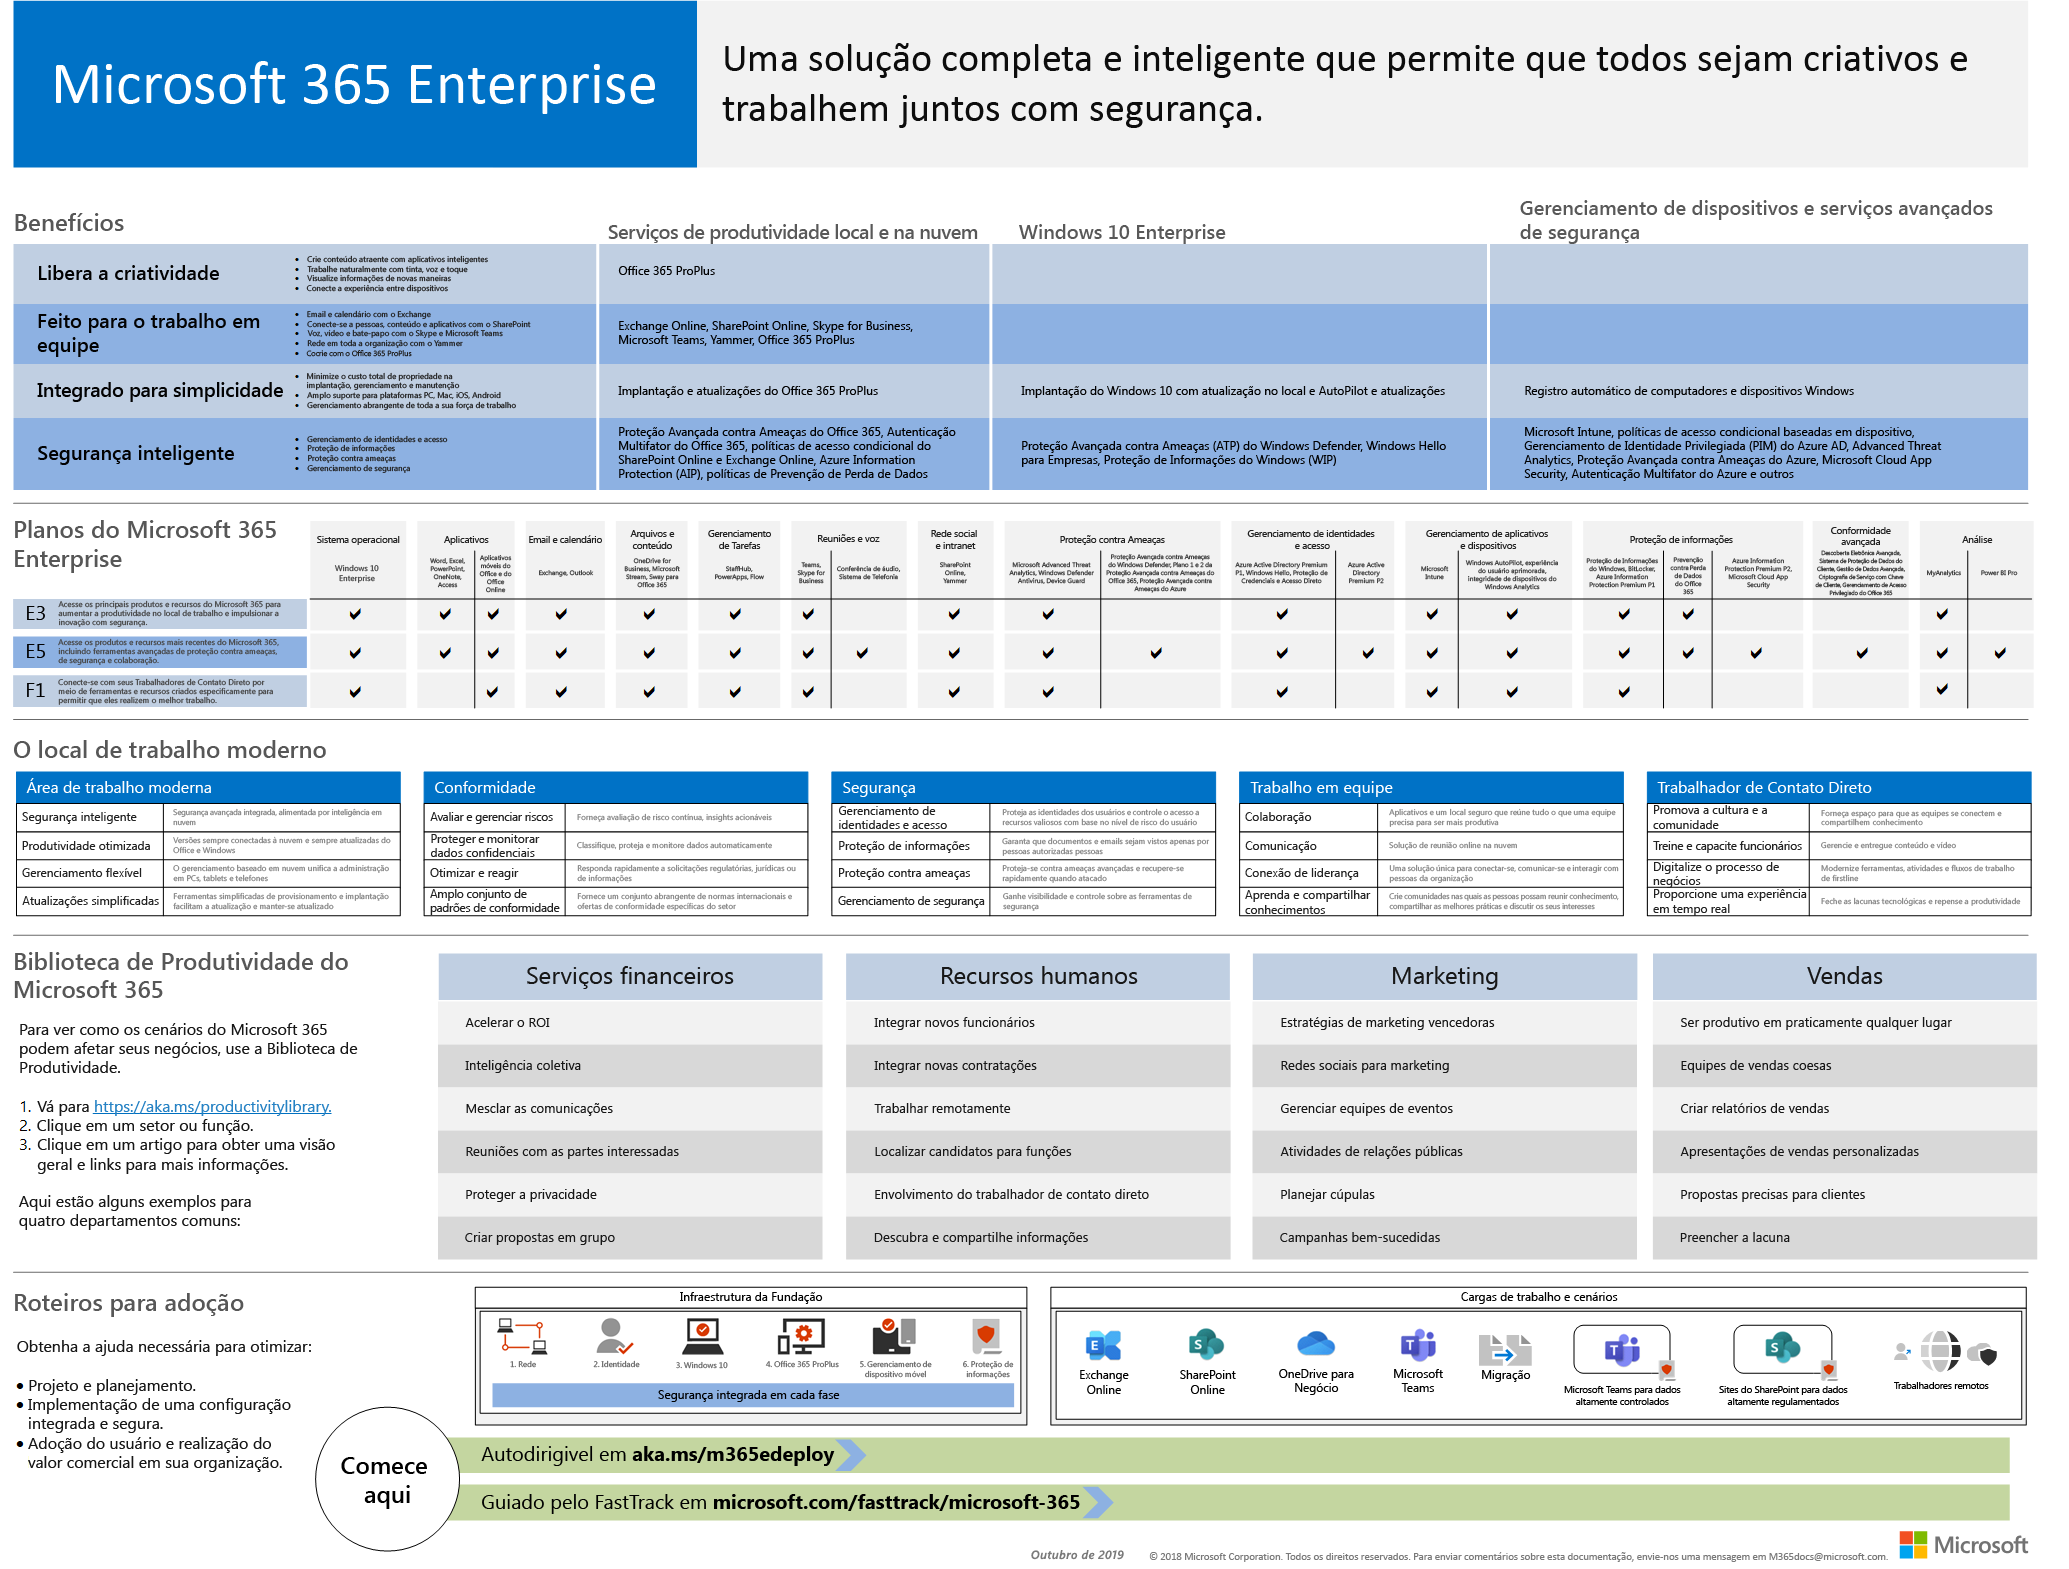 Microsoft 365 Enterprise
Uma solução completa e inteligente que permite que todos sejam criativos e
trabalhem juntos com segurança.
Benefícios
Serviços de produtividade local e na nuvem
Windows 10 Enterprise
Gerenciamento de dispositivos e serviços avançados
de segurança
Libera a criatividade
• Crie conteúdo atraente com aplicativos inteligentes
• Trabalhe naturalmente com tinta, voz e toque
• Visualize informações de novas maneiras
• Conecte a experiência entre dispositivos
Office 365 ProPlus
Feito para o trabalho em
equipe
• Email e calendário com o Exchange
• Conecte-se a pessoas, conteúdo e aplicativos com o SharePoint
• Voz, vídeo e bate-papo com o Skype e Microsoft Teams
• Rede em toda a organização com o Yammer
• Cocrie com o Office 365 ProPlus
Exchange Online, SharePoint Online, Skype for Business,
Microsoft Teams, Yammer, Office 365 ProPlus
Integrado para simplicidade
• Minimize o custo total de propriedade na
implantação, gerenciamento e manutenção
• Amplo suporte para plataformas PC, Mac, iOS, Android
• Gerenciamento abrangente de toda a sua força de trabalho
Implantação e atualizações do Office 365 ProPlus
Implantação do Windows 10 com atualização no local e AutoPilot e atualizações
Registro automático de computadores e dispositivos Windows
Segurança inteligente
• Gerenciamento de identidades e acesso
• Proteção de informações
• Proteção contra ameaças
• Gerenciamento de segurança
Proteção Avançada contra Ameaças do Office 365, Autenticação
Multifator do Office 365, políticas de acesso condicional do
SharePoint Online e Exchange Online, Azure Information
Protection (AIP), políticas de Prevenção de Perda de Dados
Proteção Avançada contra Ameaças (ATP) do Windows Defender, Windows Hello
para Empresas, Proteção de Informações do Windows (WIP)
Microsoft Intune, políticas de acesso condicional baseadas em dispositivo,
Gerenciamento de Identidade Privilegiada (PIM) do Azure AD, Advanced Threat
Analytics, Proteção Avançada contra Ameaças do Azure, Microsoft Cloud App
Security, Autenticação Multifator do Azure e outros
Planos do Microsoft 365
Enterprise
Sistema operacional
Windows 10
Enterprise
Aplicativos
Word, Excel,
PowerPoint,
OneNote,
Access
Aplicativos
móveis do
Office e do
Office
Online
Email e calendário
Exchange, Outlook
Arquivos e
conteúdo
OneDrive for
Business, Microsoft
Stream, Sway para
Office 365
Gerenciamento
de Tarefas
StaffHub,
PowerApps, Flow
Reuniões e voz
Teams,
Skype for
Business
Conferência de áudio,
Sistema de Telefonia
Rede social
e intranet
SharePoint
Online,
Yammer
Proteção contra Ameaças
Microsoft Advanced Threat
Analytics, Windows Defender
Antivirus, Device Guard
Proteção Avançada contra Ameaças
do Windows Defender, Plano 1 e 2 da
Proteção Avançada contra Ameaças do
Office 365, Proteção Avançada contra
Ameaças do Azure
Gerenciamento de identidades
e acesso
Azure Active Directory Premium
P1, Windows Hello, Proteção de
Credenciais e Acesso Direto
Azure Active
Directory
Premium P2
Gerenciamento de aplicativos
e dispositivos
Microsoft
Intune
Windows AutoPilot, experiência
do usuário aprimorada,
integridade de dispositivos do
Windows Analytics
Proteção de informações
Proteção de Informações
do Windows, BitLocker,
Azure Information
Protection Premium P1
Prevenção
contra Perda
de Dados
do Office
365
Azure Information
Protection Premium P2,
Microsoft Cloud App
Security
Conformidade
avançada
Descoberta Eletrônica Avançada,
Sistema de Proteção de Dados do
Cliente, Gestão de Dados Avançada,
Criptografia de Serviço com Chave
de Cliente, Gerenciamento de Acesso
Privilegiado do Office 365
Análise
MyAnalytics
Power BI Pro
E3
Acesse os principais produtos e recursos do Microsoft 365 para
aumentar a produtividade no local de trabalho e impulsionar a
inovação com segurança.
E5
Acesse os produtos e recursos mais recentes do Microsoft 365,
incluindo ferramentas avançadas de proteção contra ameaças,
de segurança e colaboração.
F1
Conecte-se com seus Trabalhadores de Contato Direto por
meio de ferramentas e recursos criados especificamente para
permitir que eles realizem o melhor trabalho.
O local de trabalho moderno
Área de trabalho moderna
Segurança inteligente
Segurança avançada integrada, alimentada por inteligência em
nuvem
Produtividade otimizada
Versões sempre conectadas à nuvem e sempre atualizadas do
Office e Windows
Gerenciamento flexível
O gerenciamento baseado em nuvem unifica a administração
em PCs, tablets e telefones
Atualizações simplificadas
Ferramentas simplificadas de provisionamento e implantação
facilitam a atualização e manter-se atualizado
Conformidade
Avaliar e gerenciar riscos
Forneça avaliação de risco contínua, insights acionáveis
Proteger e monitorar
dados confidenciais
Classifique, proteja e monitore dados automaticamente
Otimizar e reagir
Responda rapidamente a solicitações regulatórias, jurídicas ou
de informações
Amplo conjunto de
padrões de conformidade
Fornece um conjunto abrangente de normas internacionais e
ofertas de conformidade específicas do setor
Segurança
Gerenciamento de
identidades e acesso
Proteja as identidades dos usuários e controle o acesso a
recursos valiosos com base no nível de risco do usuário
Proteção de informações
Garanta que documentos e emails sejam vistos apenas por
pessoas autorizadas pessoas
Proteção contra ameaças
Proteja-se contra ameaças avançadas e recupere-se
rapidamente quando atacado
Gerenciamento de segurança
Ganhe visibilidade e controle sobre as ferramentas de
segurança
Trabalho em equipe
Colaboração
Aplicativos e um local seguro que reúne tudo o que uma equipe
precisa para ser mais produtiva
Comunicação
Solução de reunião online na nuvem
Conexão de liderança
Uma solução única para conectar-se, comunicar-se e interagir com
pessoas da organização
Aprenda e compartilhar
conhecimentos
Crie comunidades nas quais as pessoas possam reunir conhecimento,
compartilhar as melhores práticas e discutir os seus interesses
Trabalhador de Contato Direto
Promova a cultura e a
comunidade
Forneça espaço para que as equipes se conectem e
compartilhem conhecimento
Treine e capacite funcionários
Gerencie e entregue conteúdo e vídeo
Digitalize o processo de
negócios
Modernize ferramentas, atividades e fluxos de trabalho
de firstline
Proporcione uma experiência
em tempo real
Feche as lacunas tecnológicas e repense a produtividade
Biblioteca de Produtividade do
Microsoft 365
Para ver como os cenários do Microsoft 365
podem afetar seus negócios, use a Biblioteca de
Produtividade.
1. Vá para https://aka.ms/productivitylibrary.
2. Clique em um setor ou função.
3. Clique em um artigo para obter uma visão
geral e links para mais informações.
Aqui estão alguns exemplos para
quatro departamentos comuns:
Serviços financeiros
Acelerar o ROI
Inteligência coletiva
Mesclar as comunicações
Reuniões com as partes interessadas
Proteger a privacidade
Criar propostas em grupo
Recursos humanos
Integrar novos funcionários
Integrar novas contratações
Trabalhar remotamente
Localizar candidatos para funções
Envolvimento do trabalhador de contato direto
Descubra e compartilhe informações
Marketing
Estratégias de marketing vencedoras
Redes sociais para marketing
Gerenciar equipes de eventos
Atividades de relações públicas
Planejar cúpulas
Campanhas bem-sucedidas
Vendas
Ser produtivo em praticamente qualquer lugar
Equipes de vendas coesas
Criar relatórios de vendas
Apresentações de vendas personalizadas
Propostas precisas para clientes
Preencher a lacuna
Roteiros para adoção
Obtenha a ajuda necessária para otimizar:
• Projeto e planejamento.
• Implementação de uma configuração
integrada e segura.
• Adoção do usuário e realização do
valor comercial em sua organização.
Infraestrutura da Fundação
1. Rede
2. Identidade
3. Windows 10
4. Office 365 ProPlus
5. Gerenciamento de
dispositivo móvel
6. Proteção de
informações
Segurança integrada em cada fase
Cargas de trabalho e cenários
Exchange
Online
SharePoint
Online
OneDrive para
Negócio
Microsoft
Teams
Migração
Microsoft Teams para dados
altamente controlados
Sites do SharePoint para dados
altamente regulamentados
Trabalhadores remotos
Comece
aqui
Autodirigivel em aka.ms/m365edeploy
Guiado pelo FastTrack em microsoft.com/fasttrack/microsoft-365
Outubro de 2019
© 2018 Microsoft Corporation. Todos os direitos reservados. Para enviar comentários sobre esta documentação, envie-nos uma mensagem em M365docs@microsoft.com.
Microsoft